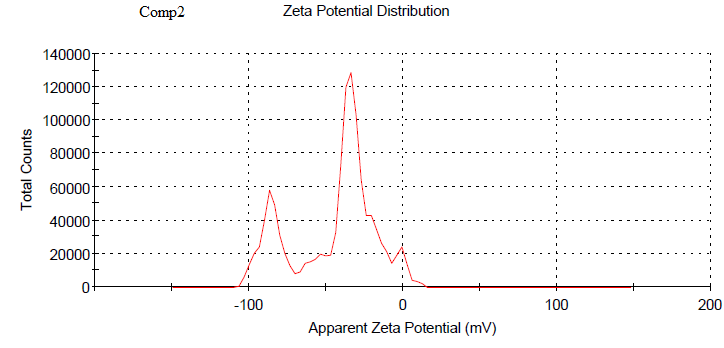 Comp2
Zeta Potential Distribution
Total Counts
140000
120000
100000
80000
60000
40000
20000
0
-100 0 100 200
Apparent Zeta Potential (mV)